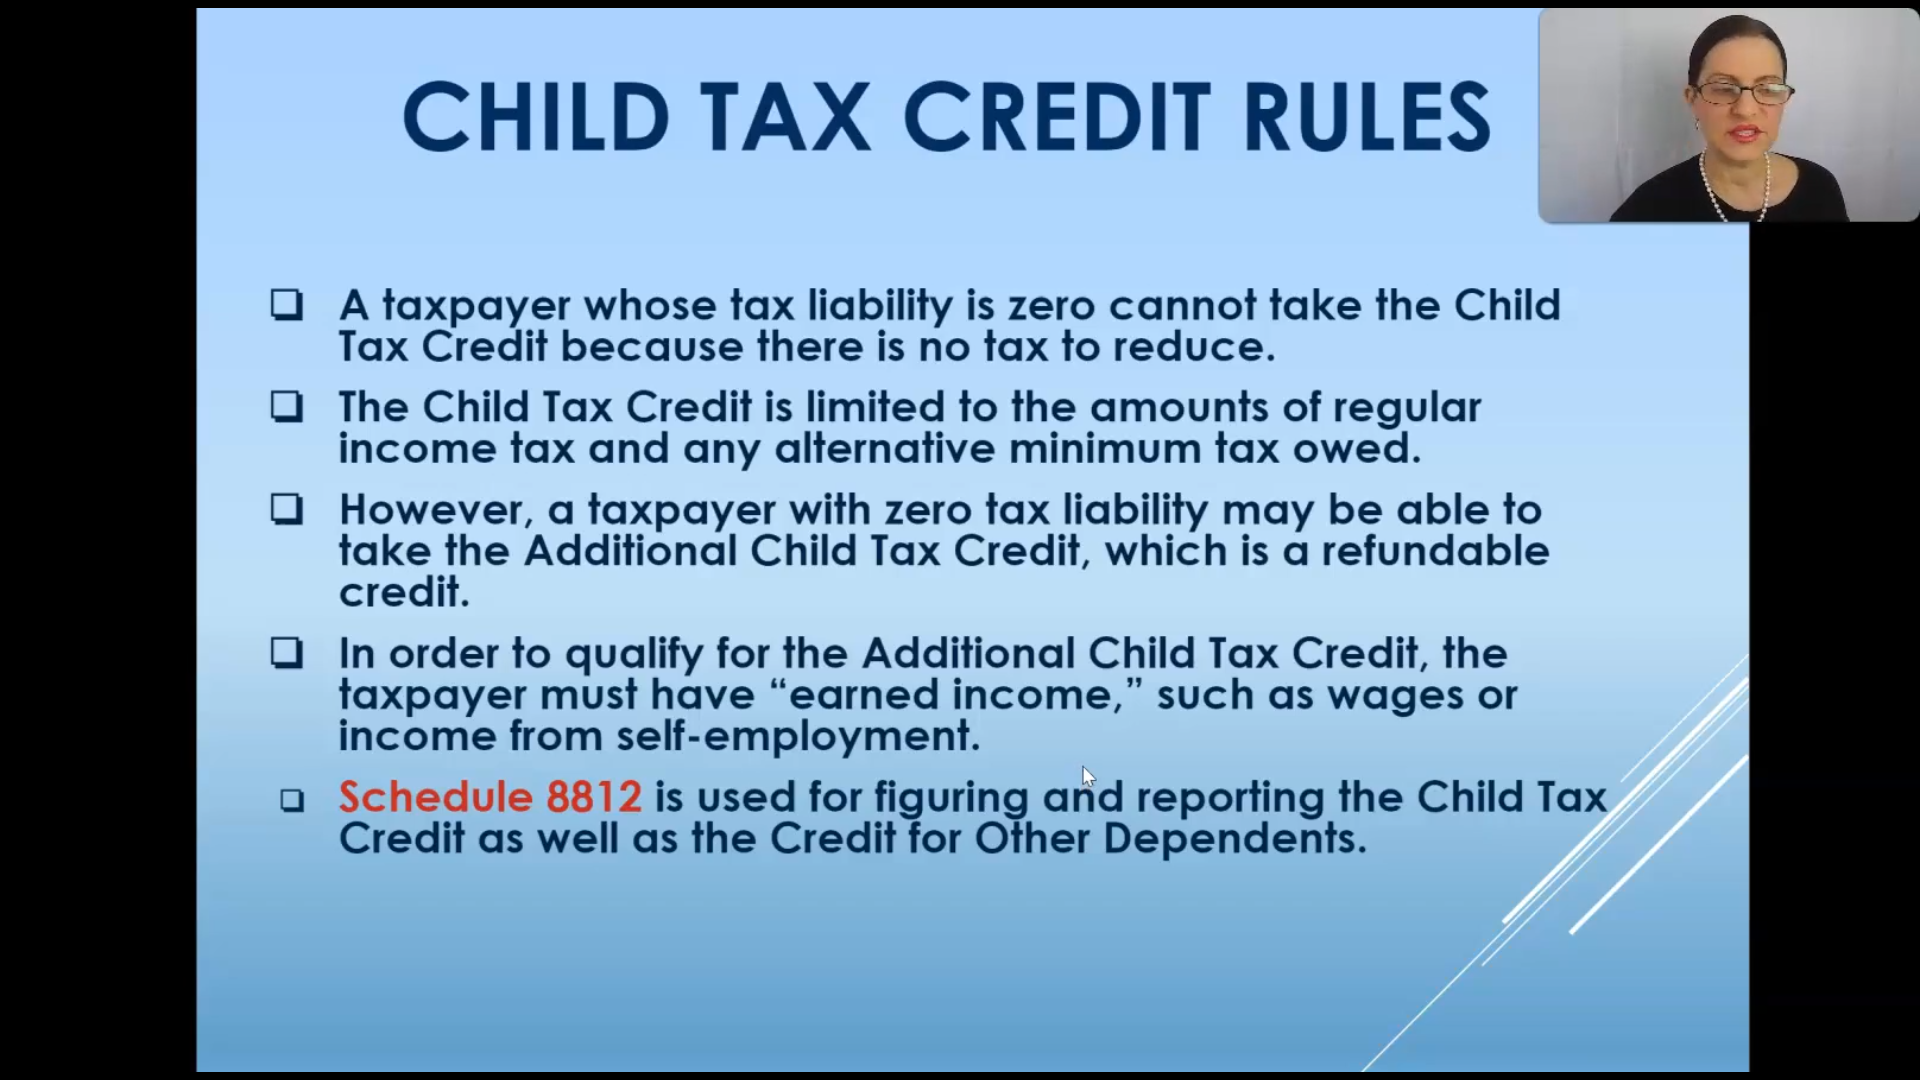 CHILD TAX CREDIT RULES
A taxpayer whose tax liability is zero cannot take the Child
Tax Credit because there is no tax to reduce.
The Child Tax Credit is limited to the amounts of regular
income tax and any alternative minimum tax owed.
However, a taxpayer with zero tax liability may be able to
take the Additional Child Tax Credit, which is a refundable
credit.
In order to qualify for the Additional Child Tax Credit, the
taxpayer must have “earned income,” such as wages or
income from self-employment.
Schedule 8812 is used for figuring and reporting the Child Tax
Credit as well as the Credit for Other Dependents.